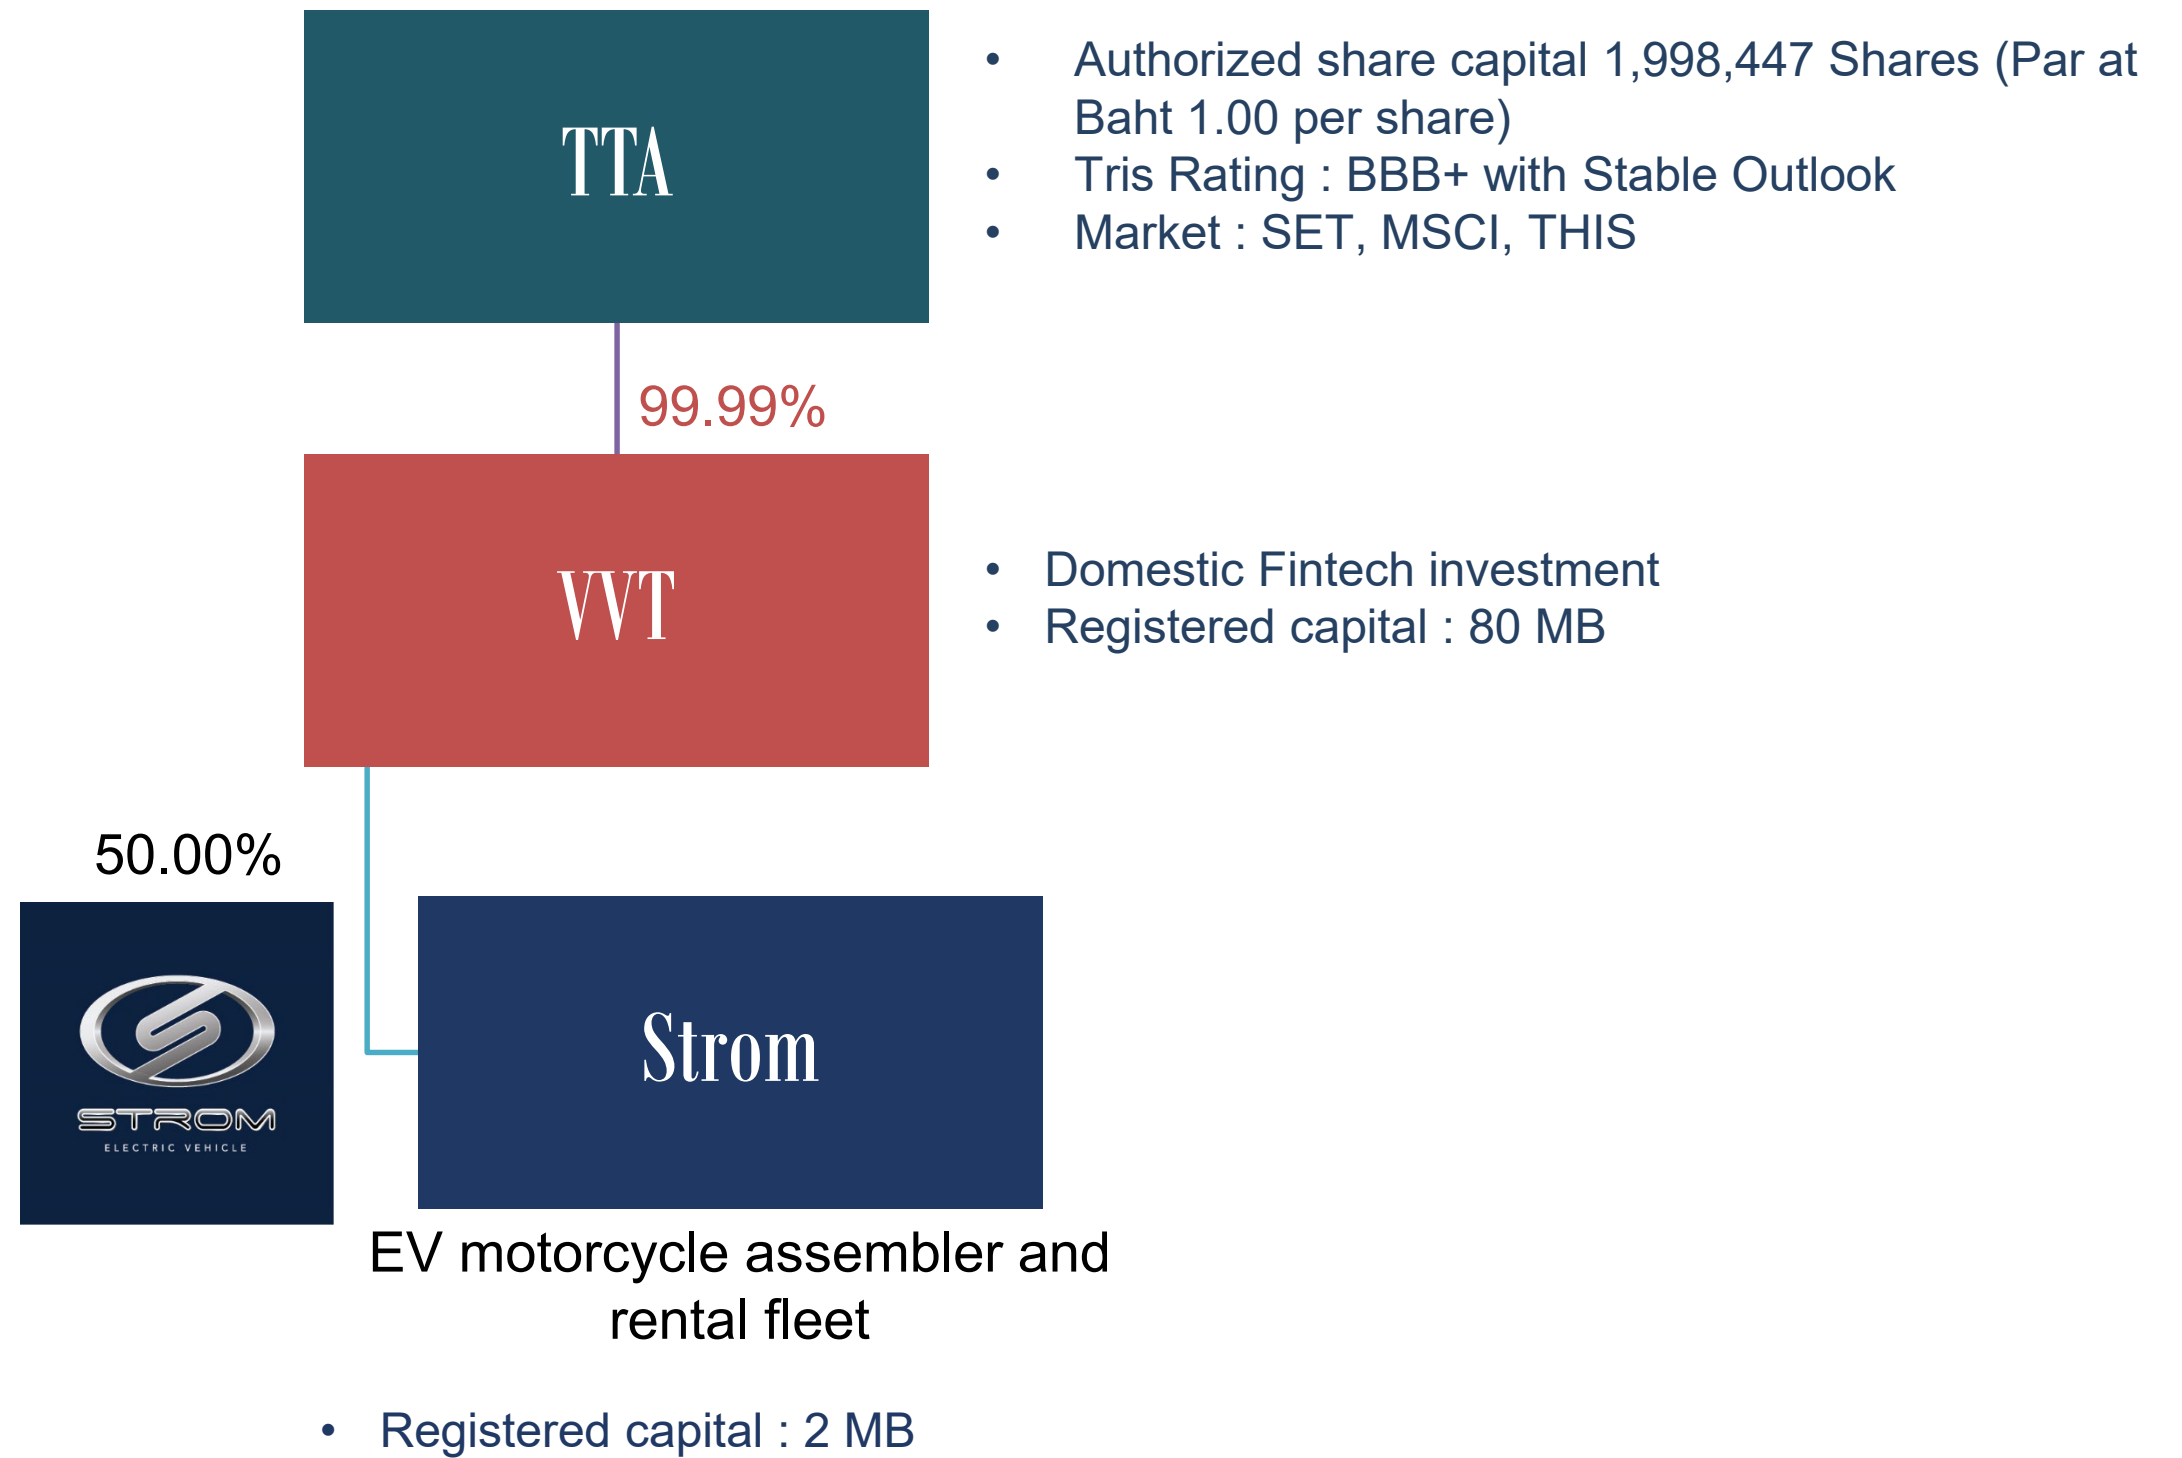 TTA
• Authorized share capital 1,998,447 Shares (Par at
Baht 1.00 per share)
• Tris Rating : BBB+ with Stable Outlook
• Market : SET, MSCI, THIS
99.99%
VVT
• Domestic Fintech investment
• Registered capital : 80 MB
50.00%
STROM
ELECTRIC VEHICLE
Strom
EV motorcycle assembler and
rental fleet
• Registered capital : 2 MB